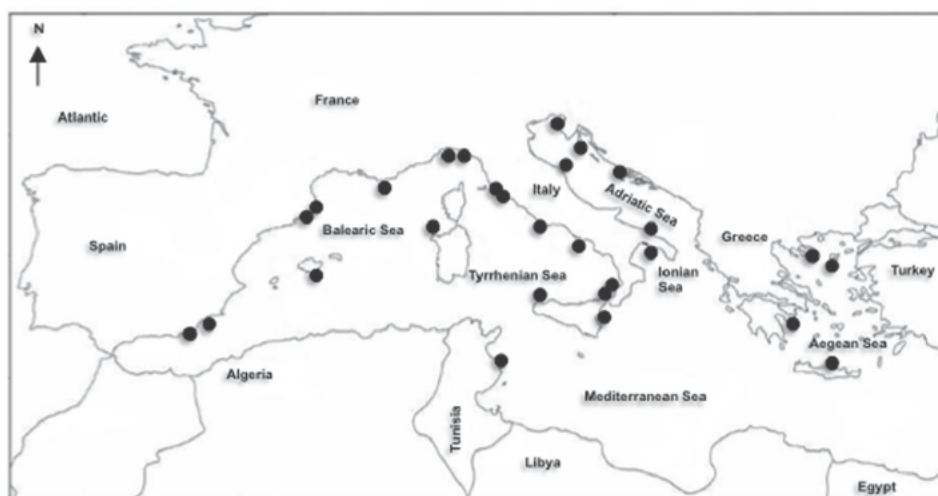 N
France
Atlantic
Italy
Adriatic Sea
Spain
Balearic Sea
Greece
Tyrrhenian Sea
Ionian
Sea
Turkey
Aegean Sea
Algeria
Mediterranean Sea
Tunisia
Libya
Egypt